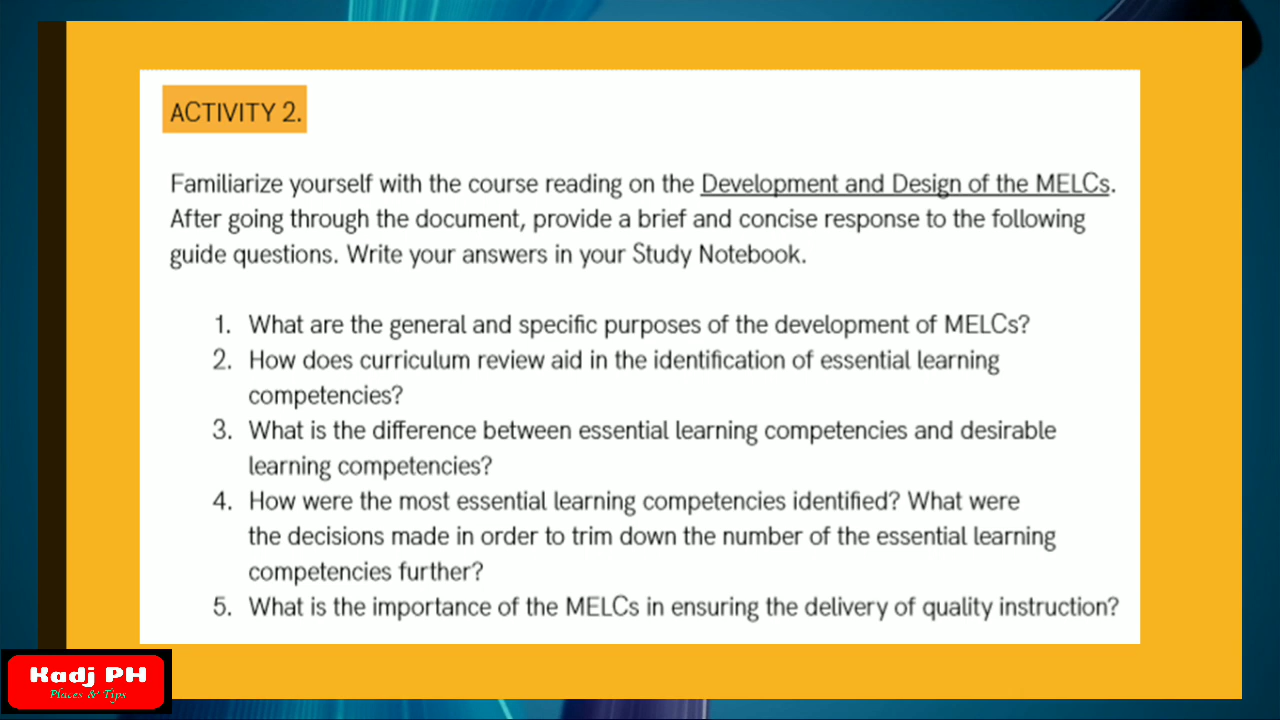 ACTIVITY 2.
Familiarize yourself with the course reading on the Development and Design of the MELCs.
After going through the document, provide a brief and concise response to the following
guide questions. Write your answers in your Study Notebook.
1. What are the general and specific purposes of the development of MELCs?
2. How does curriculum review aid in the identification of essential learning
competencies?
3. What is the difference between essential learning competencies and desirable
learning competencies?
4. How were the most essential learning competencies identified? What were
the decisions made in order to trim down the number of the essential learning
competencies further?
5. What is the importance of the MELCs in ensuring the delivery of quality instruction?
Kadj PH
Places & Tips